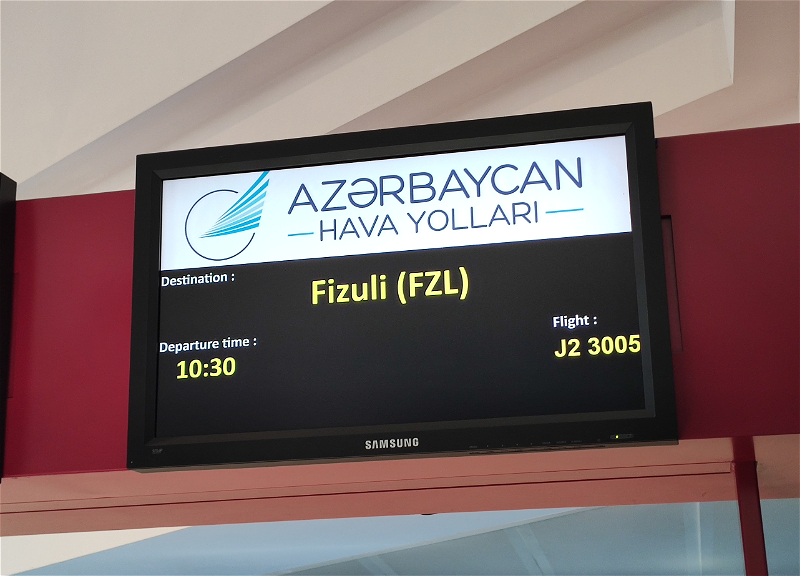 AZƏRBAYCAN
HAVA YOLLARI
Destination :
Fizuli (FZL)
Departure time :
10:30
Flight :
J2 3005
SAMSUNG